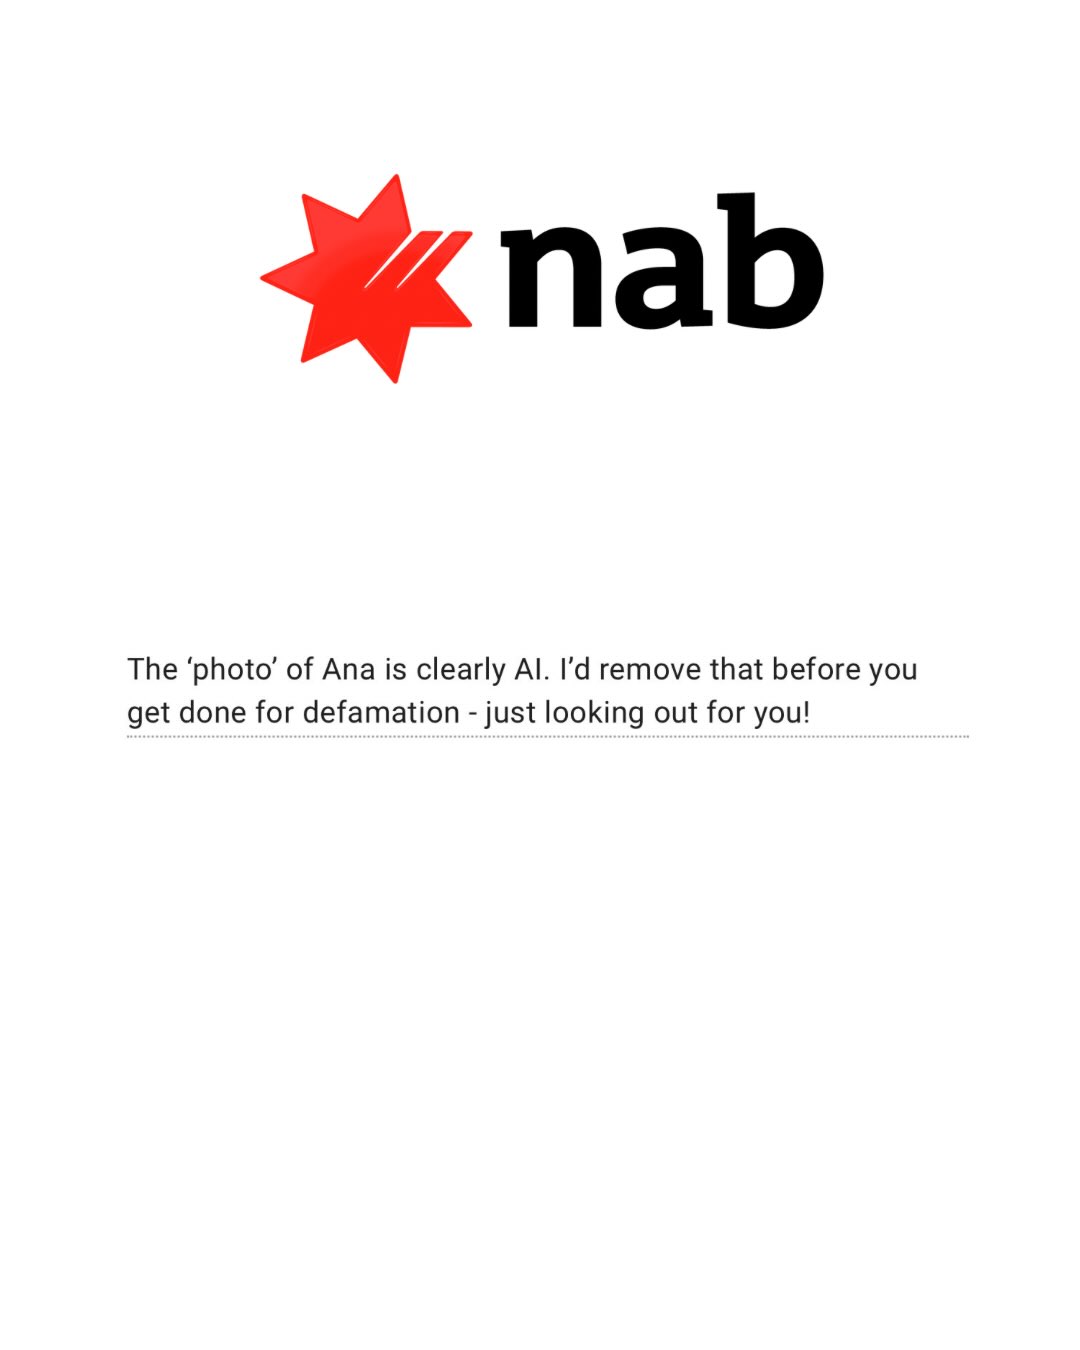 nab
The ‘photo’ of Ana is clearly AI. I’d remove that before you
get done for defamation - just looking out for you!